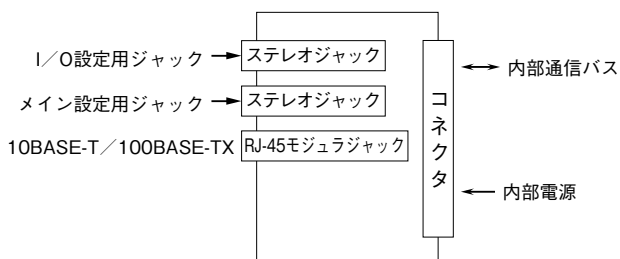 I／O設定用ジャック
ステレオジャック
メイン設定用ジャック
ステレオジャック
10BASE-T／100BASE-TX
RJ-45モジュラジャック
コネクタ
内部通信バス
内部電源